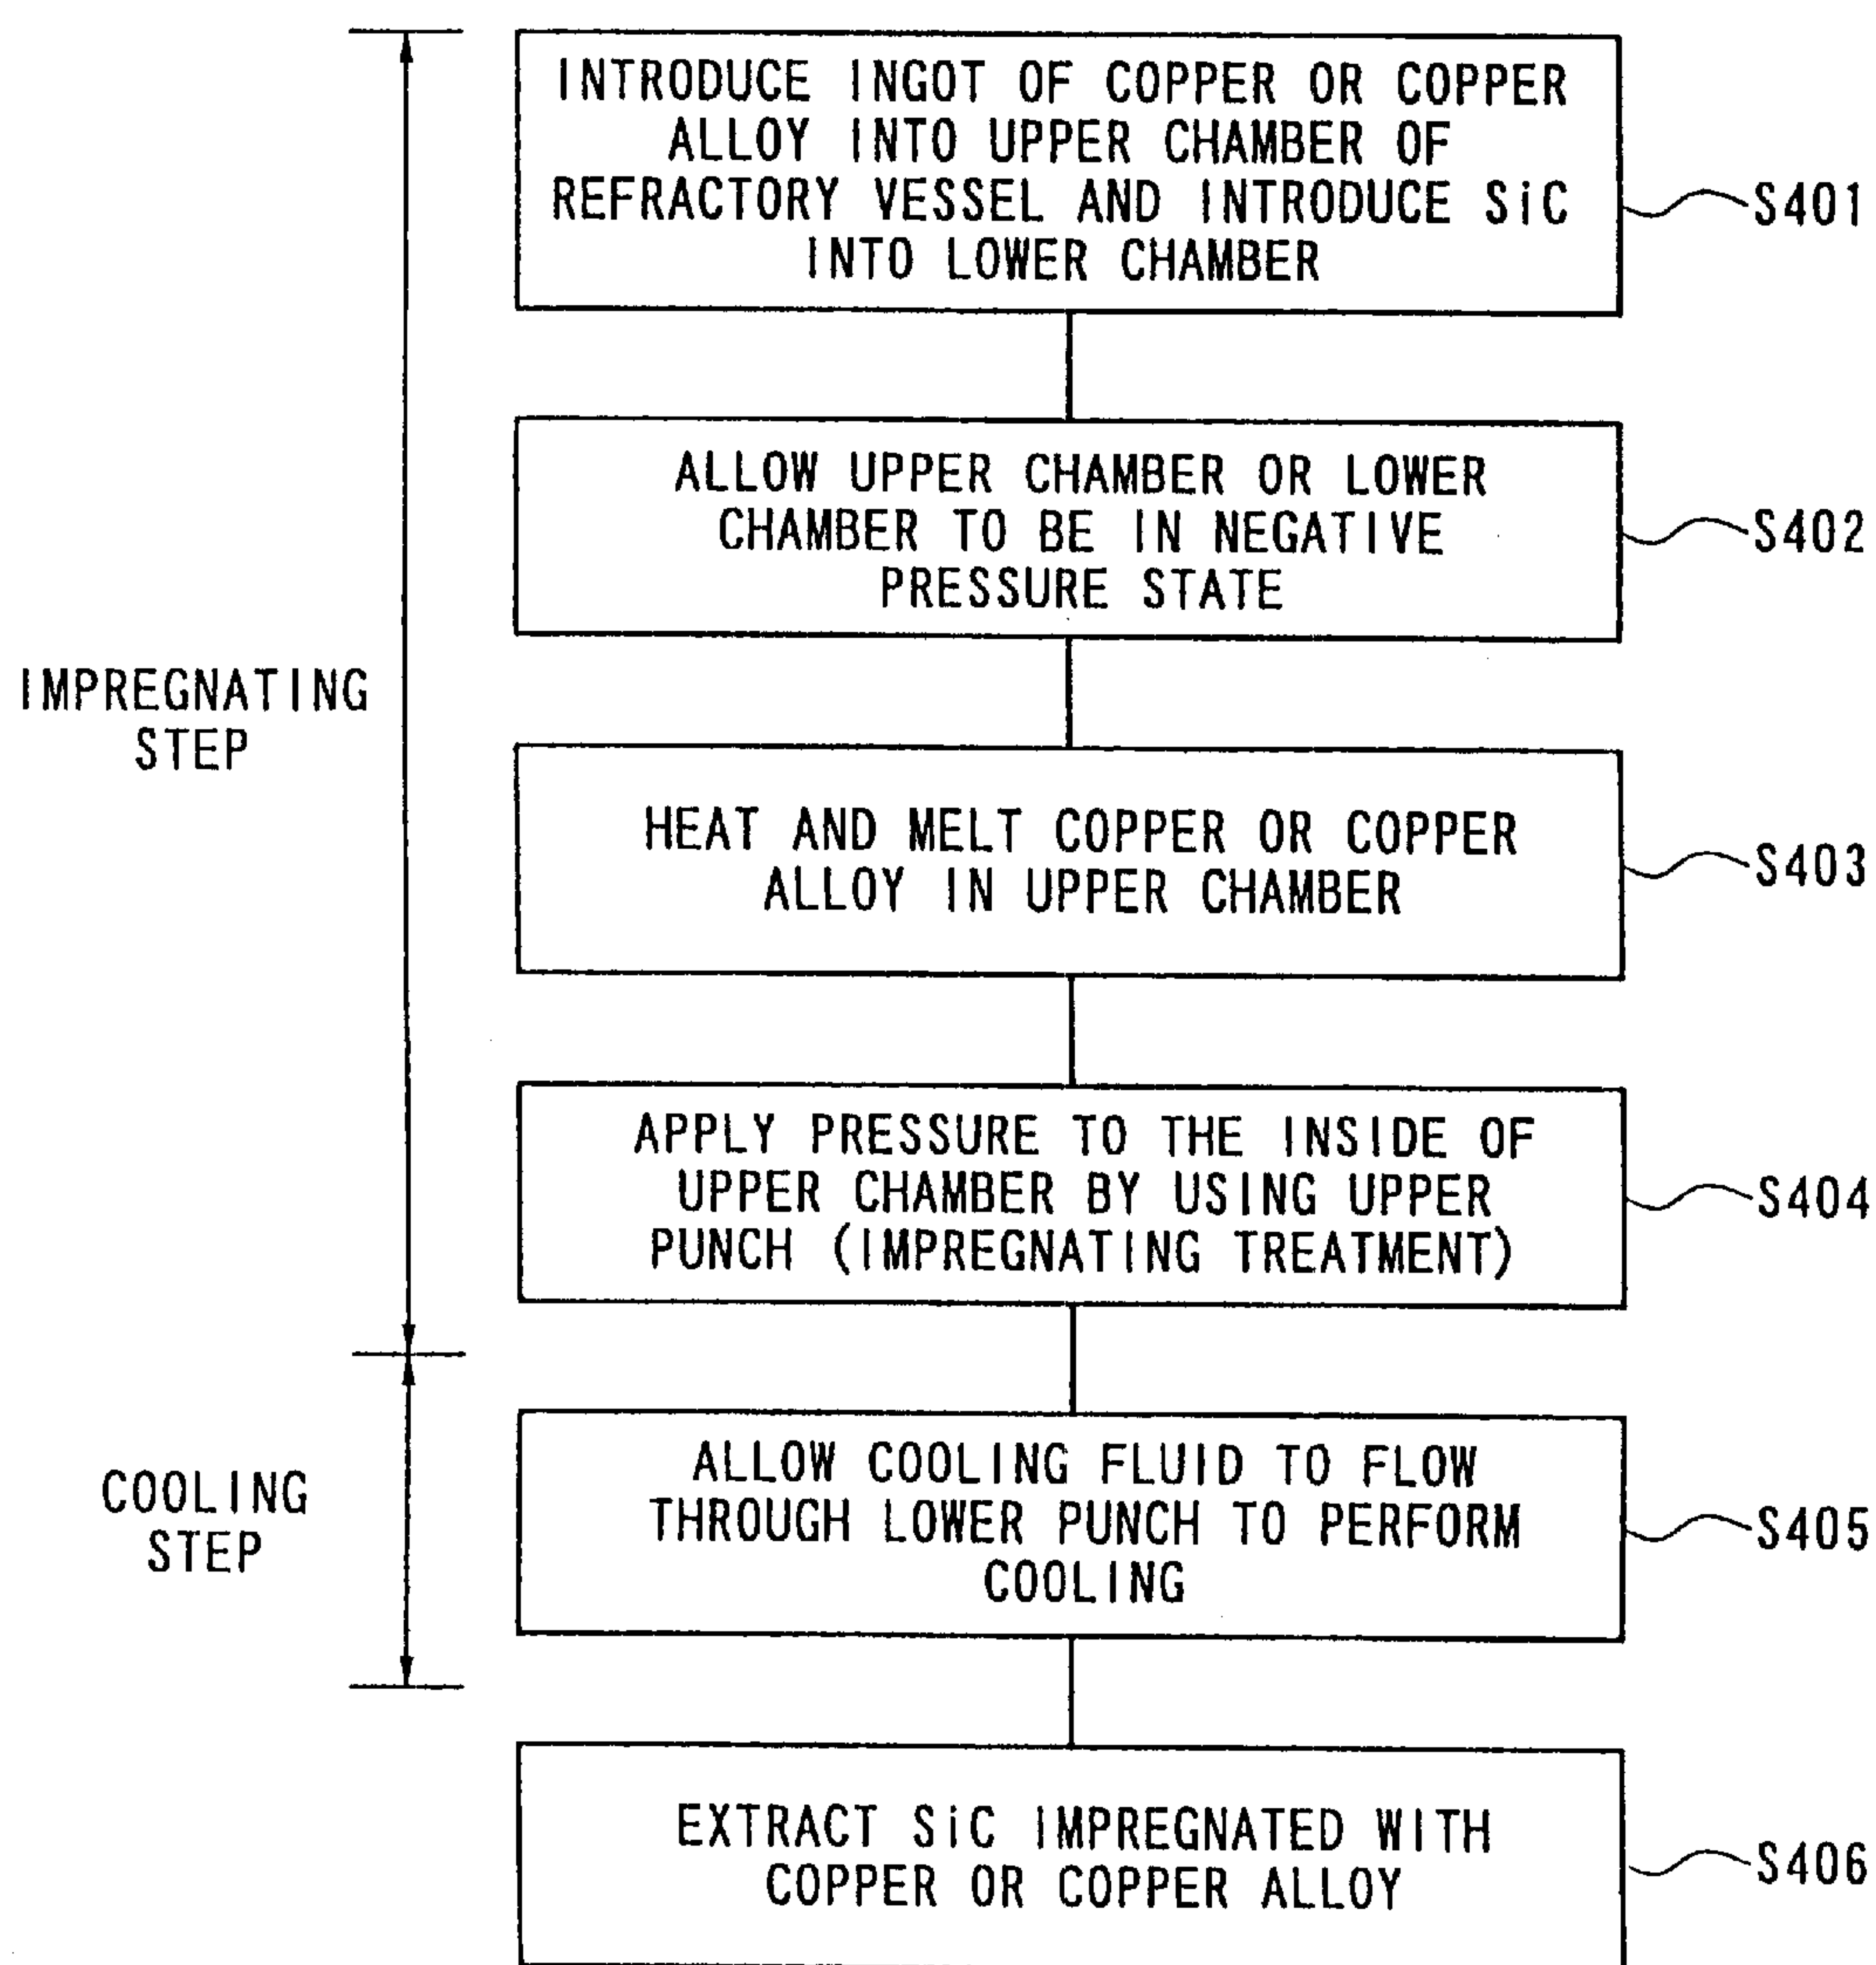 INTRODUCE INGOT OF COPPER OR COPPER
ALLOY INTO UPPER CHAMBER OF
REFRACTORY VESSEL AND INTRODUCE SiC
INTO LOWER CHAMBER
S401
ALLOW UPPER CHAMBER OR LOWER
CHAMBER TO BE IN NEGATIVE
PRESSURE STATE
S402
IMPREGNATING
STEP
HEAT AND MELT COPPER OR COPPER
ALLOY IN UPPER CHAMBER
S403
APPLY PRESSURE TO THE INSIDE OF
UPPER CHAMBER BY USING UPPER
PUNCH (IMPREGNATING TREATMENT)
S404
COOLING
STEP
ALLOW COOLING FLUID TO FLOW
THROUGH LOWER PUNCH TO PERFORM
COOLING
S405
EXTRACT SiC IMPREGNATED WITH
COPPER OR COPPER ALLOY
S406